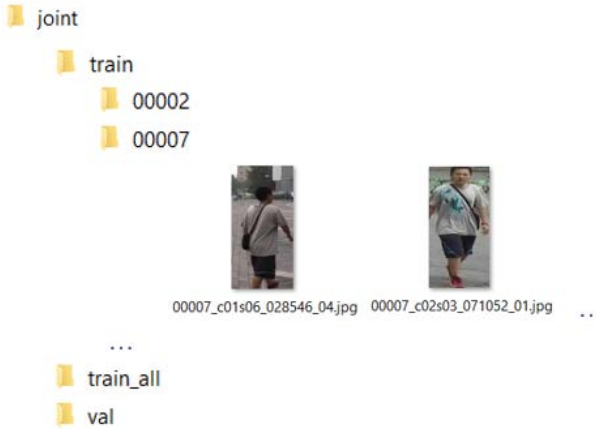 joint
train
00002
00007
00007_c01s06_028546_04.jpg 00007_c02s03_071052_01.jpg ..
...
train_all
val